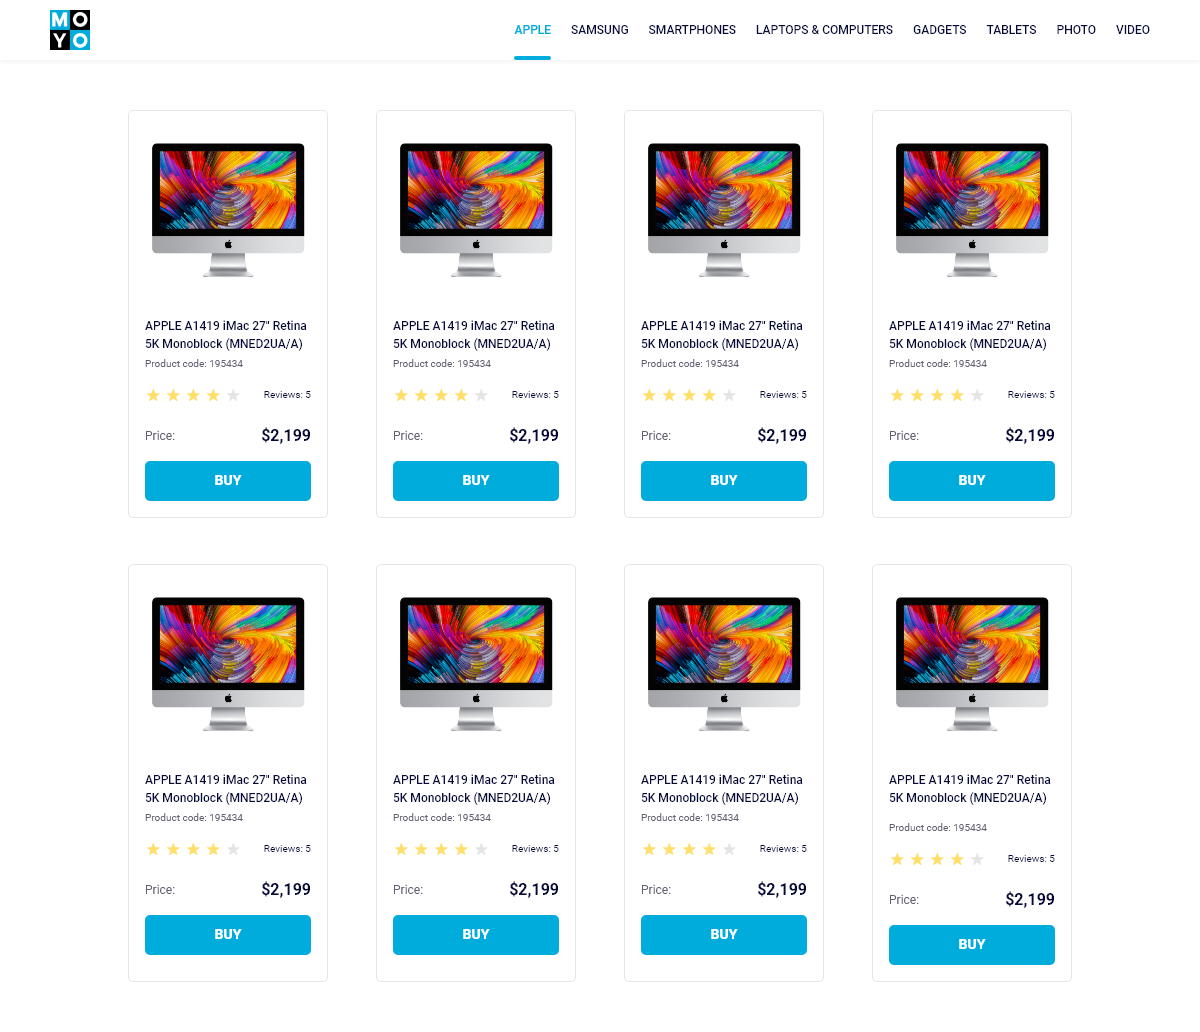 MO
YO
APPLE SAMSUNG SMARTPHONES LAPTOPS & COMPUTERS GADGETS TABLETS PHOTO VIDEO
APPLE A1419 iMac 27" Retina
5K Monoblock (MNED2UA/A)
Product code: 195434
Reviews: 5
Price: $2,199
BUY
APPLE A1419 iMac 27" Retina
5K Monoblock (MNED2UA/A)
Product code: 195434
Reviews: 5
Price: $2,199
BUY
APPLE A1419 iMac 27" Retina
5K Monoblock (MNED2UA/A)
Product code: 195434
Reviews: 5
Price: $2,199
BUY
APPLE A1419 iMac 27" Retina
5K Monoblock (MNED2UA/A)
Product code: 195434
Reviews: 5
Price: $2,199
BUY
APPLE A1419 iMac 27" Retina
5K Monoblock (MNED2UA/A)
Product code: 195434
Reviews: 5
Price: $2,199
BUY
APPLE A1419 iMac 27" Retina
5K Monoblock (MNED2UA/A)
Product code: 195434
Reviews: 5
Price: $2,199
BUY
APPLE A1419 iMac 27" Retina
5K Monoblock (MNED2UA/A)
Product code: 195434
Reviews: 5
Price: $2,199
BUY
APPLE A1419 iMac 27" Retina
5K Monoblock (MNED2UA/A)
Product code: 195434
Reviews: 5
Price: $2,199
BUY